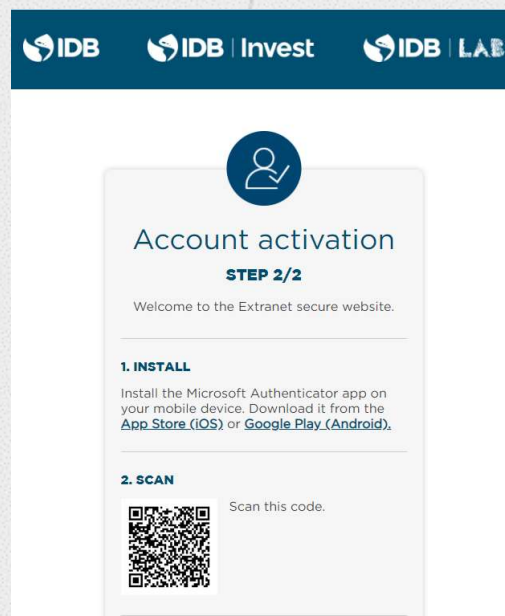 IDB IDB | Invest IDB | LAB
Account activation
STEP 2/2
Welcome to the Extranet secure website.
1. INSTALL
Install the Microsoft Authenticator app on
your mobile device. Download it from the
App Store (iOS) or Google Play (Android).
2. SCAN
Scan this code.